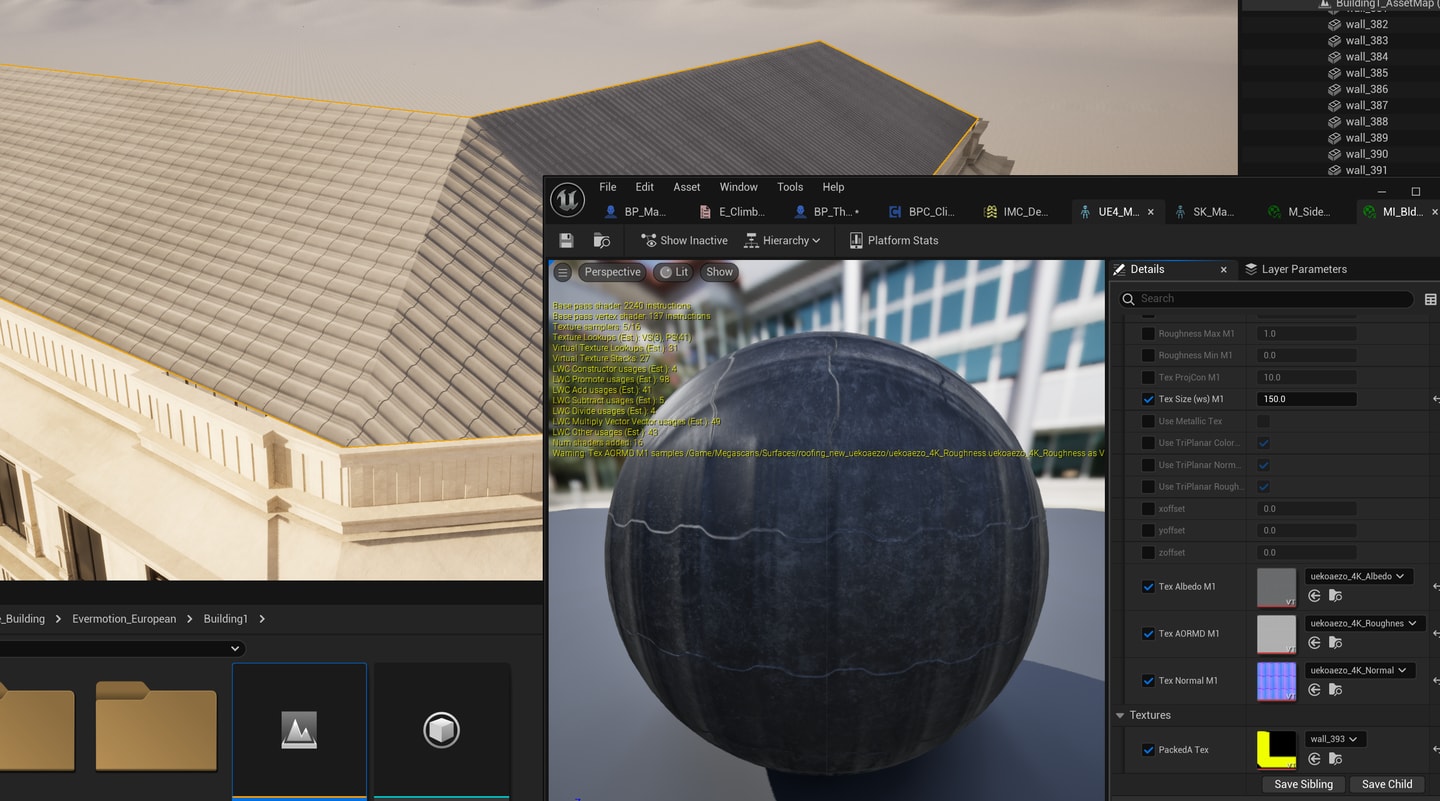 Building1_AssetMap (
wall_382
wall_383
wall_384
wall_385
wall_386
wall_387
wall_388
wall_389
wall_390
wall_391
File Edit Asset Window Tools Help
BP_Ma... E_Climb... BP_Th...• BPC_Cli... IMC_De... UE4_M... SK_Ma... M_Side... MI_Bld...
Show Inactive Hierarchy Platform Stats
Perspective Lit Show
Details Layer Parameters
Search
Base pass shader: 2240 instructions
Base pass vertex shader: 137 instructions
Texture samplers: 5/16
Texture Lookups (Est.): VS(3), PS(41)
Virtual Texture Lookups (Est.): 31
Virtual Texture Stacks: 27
LWC Constructor usages (Est.): 4
LWC Promote usages (Est.): 98
LWC Add usages (Est.): 41
LWC Subtract usages (Est.): 5
LWC Divide usages (Est.): 4
LWC Multiply Vector Vector usages (Est.): 49
LWC Other usages (Est.): 43
Num shaders added: 16
Warning: Tex AORMD M1 samples /Game/Megascans/Surfaces/roofing_new_uekoaezo/uekoaezo_4K_Roughness.uekoaezo_4K_Roughness as V
Roughness Max M1 1.0
Roughness Min M1 0.0
Tex ProjCon M1 10.0
Tex Size (ws) M1 150.0
Use Metallic Tex
Use TriPlanar Color...
Use TriPlanar Norm...
Use TriPlanar Rough...
xoffset 0.0
yoffset 0.0
zoffset 0.0
Tex Albedo M1 uekoaezo_4K_Albedo
VT
Tex AORMD M1 uekoaezo_4K_Roughnes
VT
Tex Normal M1 uekoaezo_4K_Normal
VT
Textures
PackedA Tex wall_393
VT
Save Sibling Save Child
_Building > Evermotion_European > Building1 >